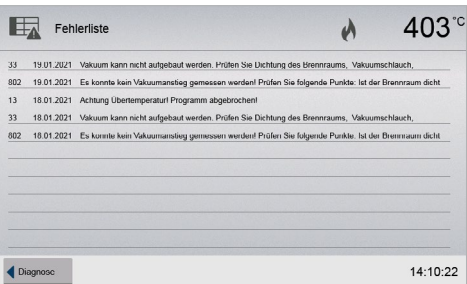 Fehlerliste
403 °C
33 19.01.2021 Vakuum kann nicht aufgebaut werden. Prüfen Sie Dichtung des Brennraums, Vakuumschlauch,
802 19.01.2021 Es konnte kein Vakuumanstieg gemessen werden! Prüfen Sie folgende Punkte: Ist der Brennraum dicht
13 18.01.2021 Achtung Übertemperatur! Programm abgebrochen!
33 18.01.2021 Vakuum kann nicht aufgebaut werden. Prüfen Sie Dichtung des Brennraums, Vakuumschlauch,
802 18.01.2021 Es konnte kein Vakuumanstieg gemessen werden! Prüfen Sie folgende Punkte: Ist der Brennraum dicht
Diagnose
14:10:22